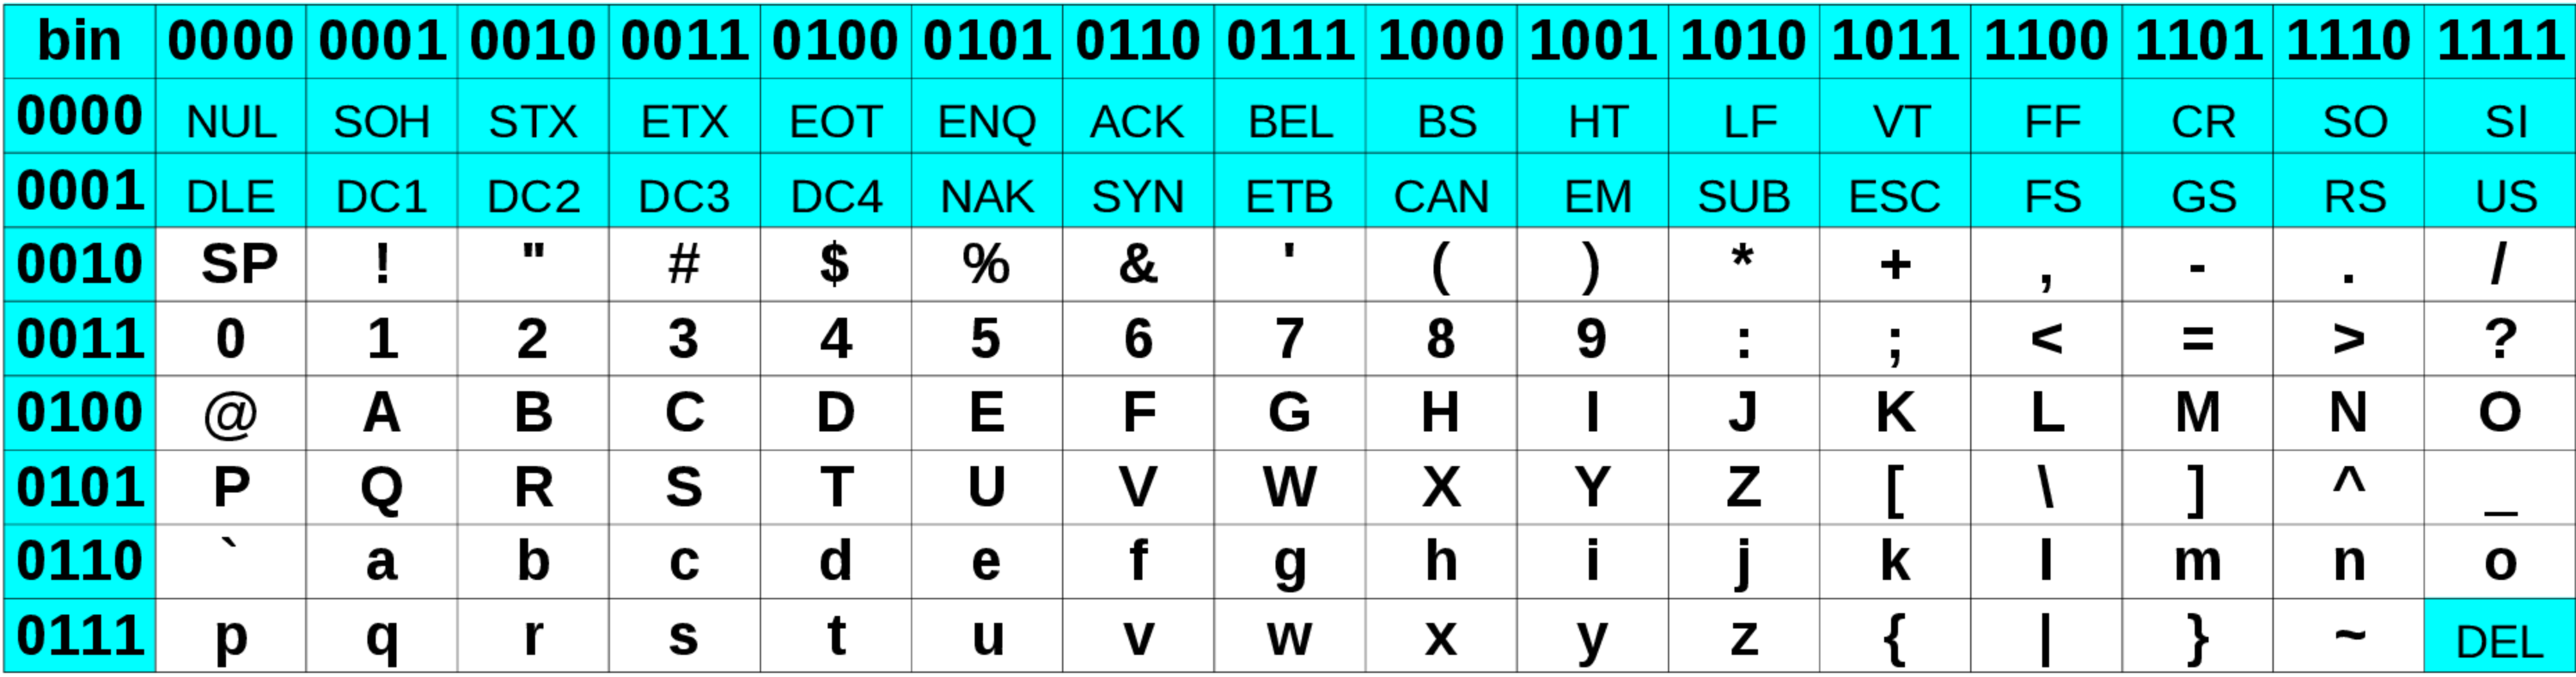 bin 0000 0001 0010 0011 0100 0101 0110 0111 1000 1001 1010 1011 1100 1101 1110 1111
0000 NUL SOH STX ETX EOT ENQ ACK BEL BS HT LF VT FF CR SO SI
0001 DLE DC1 DC2 DC3 DC4 NAK SYN ETB CAN EM SUB ESC FS GS RS US
0010 SP ! " # $ % & ' ( ) * + , - . /
0011 0 1 2 3 4 5 6 7 8 9 : ; < = > ?
0100 @ A B C D E F G H I J K L M N O
0101 P Q R S T U V W X Y Z [ \ ] ^ _
0110 ` a b c d e f g h i j k l m n o
0111 p q r s t u v w x y z { | } ~ DEL